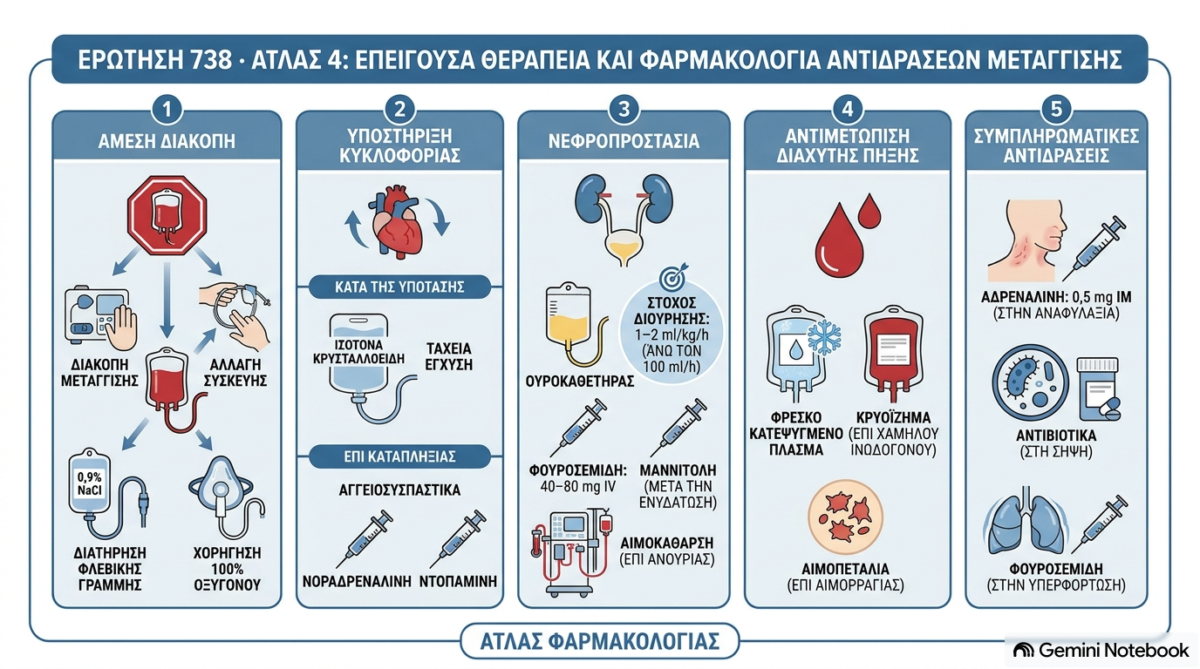 ΕΡΩΤΗΣΗ 738 · ΑΤΛΑΣ 4: ΕΠΕΙΓΟΥΣΑ ΘΕΡΑΠΕΙΑ ΚΑΙ ΦΑΡΜΑΚΟΛΟΓΙΑ ΑΝΤΙΔΡΑΣΕΩΝ ΜΕΤΑΓΓΙΣΗΣ
1
ΑΜΕΣΗ ΔΙΑΚΟΠΗ
ΔΙΑΚΟΠΗ
ΜΕΤΑΓΓΙΣΗΣ
ΑΛΛΑΓΗ
ΣΥΣΚΕΥΗΣ
0,9%
NaCl
ΔΙΑΤΗΡΗΣΗ
ΦΛΕΒΙΚΗΣ
ΓΡΑΜΜΗΣ
ΧΟΡΗΓΗΣΗ
100%
ΟΞΥΓΟΝΟΥ
2
ΥΠΟΣΤΗΡΙΞΗ
ΚΥΚΛΟΦΟΡΙΑΣ
ΚΑΤΑ ΤΗΣ ΥΠΟΤΑΣΗΣ
ΙΣΟΤΟΝΑ
ΚΡΥΣΤΑΛΛΟΕΙΔΗ
ΤΑΧΕΙΑ
ΕΓΧΥΣΗ
ΕΠΙ ΚΑΤΑΠΛΗΞΙΑΣ
ΑΓΓΕΙΟΣΥΣΠΑΣΤΙΚΑ
ΝΟΡΑΔΡΕΝΑΛΙΝΗ
ΝΤΟΠΑΜΙΝΗ
3
ΝΕΦΡΟΠΡΟΣΤΑΣΙΑ
ΣΤΟΧΟΣ
ΔΙΟΥΡΗΣΗΣ:
1–2 ml/kg/h
(ΆΝΩ ΤΩΝ
100 ml/h)
ΟΥΡΟΚΑΘΕΤΗΡΑΣ
ΦΟΥΡΟΣΕΜΙΔΗ:
40–80 mg IV
ΜΑΝΝΙΤΟΛΗ
(ΜΕΤΑ ΤΗΝ
ΕΝΥΔΑΤΩΣΗ)
ΑΙΜΟΚΑΘΑΡΣΗ
(ΕΠΙ ΑΝΟΥΡΙΑΣ)
4
ΑΝΤΙΜΕΤΩΠΙΣΗ
ΔΙΑΧΥΤΗΣ ΠΗΞΗΣ
ΦΡΕΣΚΟ
ΚΑΤΕΨΥΓΜΕΝΟ
ΠΛΑΣΜΑ
ΚΡΥΟΪΖΗΜΑ
(ΕΠΙ ΧΑΜΗΛΟΥ
ΙΝΩΔΟΓΟΝΟΥ)
ΑΙΜΟΠΕΤΑΛΙΑ
(ΕΠΙ ΑΙΜΟΡΡΑΓΙΑΣ)
5
ΣΥΜΠΛΗΡΩΜΑΤΙΚΕΣ
ΑΝΤΙΔΡΑΣΕΙΣ
ΑΔΡΕΝΑΛΙΝΗ: 0,5 mg IM
(ΣΤΗΝ ΑΝΑΦΥΛΑΞΙΑ)
ΑΝΤΙΒΙΟΤΙΚΑ
(ΣΤΗ ΣΗΨΗ)
ΦΟΥΡΟΣΕΜΙΔΗ
(ΣΤΗΝ ΥΠΕΡΦΟΡΤΩΣΗ)
ΑΤΛΑΣ ΦΑΡΜΑΚΟΛΟΓΙΑΣ
Gemini Notebook